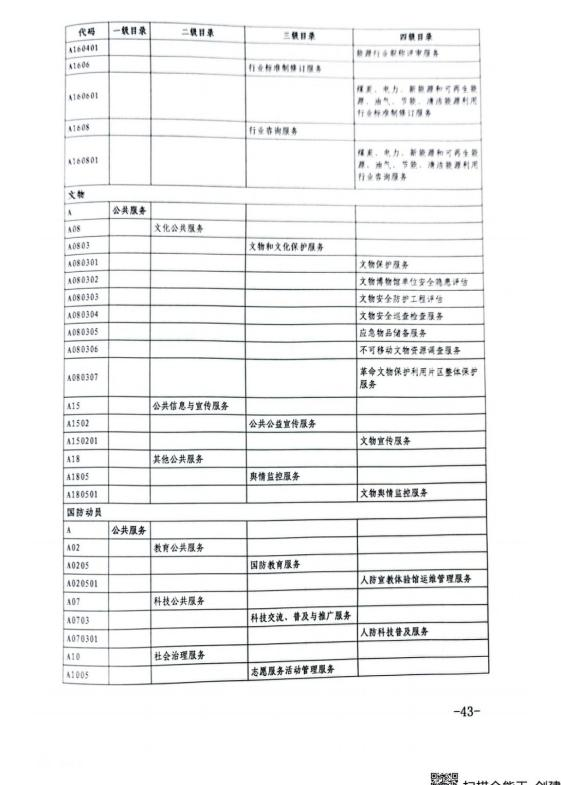 代码 一级目录 二级目录 三级目录 四级目录
A160401 能源行业职称评审服务
A1606 行业标准制修订服务
A160601 煤炭、电力、新能源和可再生能
源、油气、节能、清洁能源利用
行业标准制修订服务
A1608 行业咨询服务
A160801 煤炭、电力、新能源和可再生能
源、油气、节能、清洁能源利用
行业咨询服务
文物
A 公共服务
A08 文化公共服务
A0803 文物和文化保护服务
A080301 文物保护服务
A080302 文物博物馆单位安全隐患评估
A080303 文物安全防护工程评估
A080304 文物安全巡查检查服务
A080305 应急物品储备服务
A080306 不可移动文物资源调查服务
A080307 革命文物保护利用片区整体保护
服务
A15 公共信息与宣传服务
A1502 公共公益宣传服务
A150201 文物宣传服务
A18 其他公共服务
A1805 舆情监控服务
A180501 文物舆情监控服务
国防动员
A 公共服务
A02 教育公共服务
A0205 国防教育服务
A020501 人防宣教体验馆运维管理服务
A07 科技公共服务
A0703 科技交流、普及与推广服务
A070301 人防科技普及服务
A10 社会治理服务
A1005 志愿服务活动管理服务
-43-